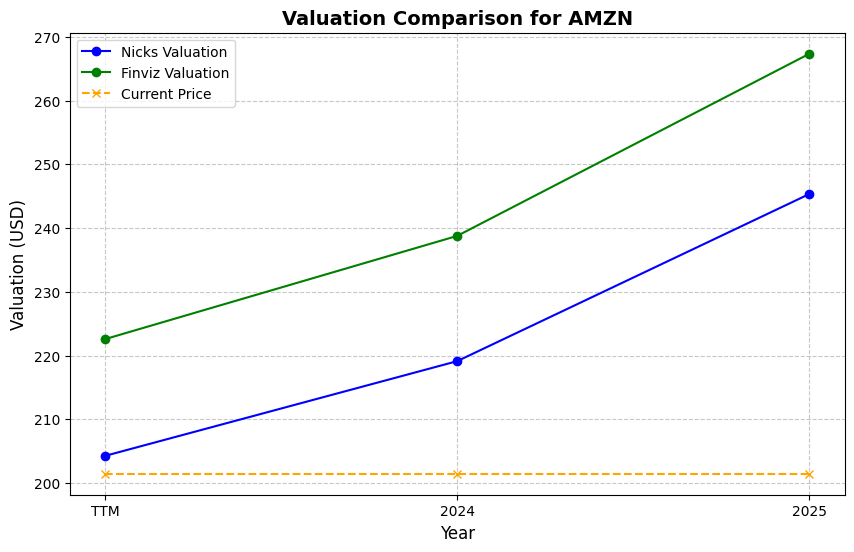 Valuation Comparison for AMZN
Nicks Valuation
Finviz Valuation
Current Price
Valuation (USD)
270
260
250
240
230
220
210
200
TTM
2024
2025
Year